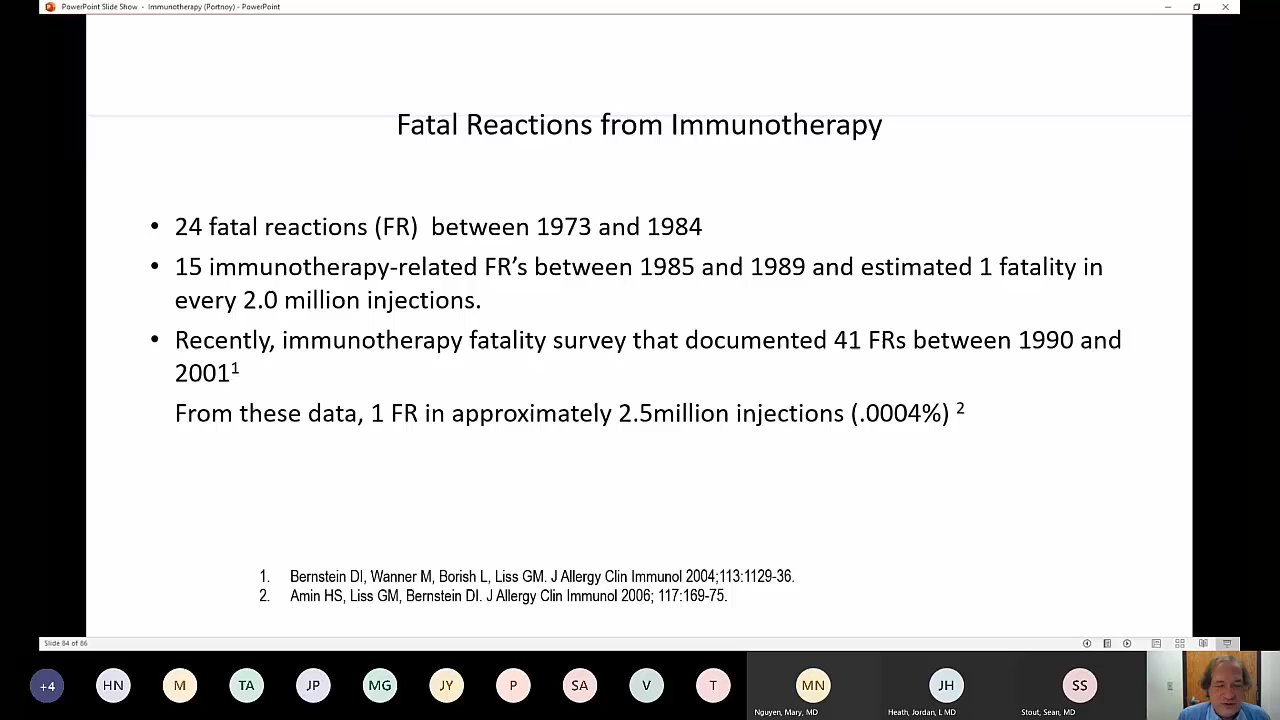 PowerPoint Slide Show - Immunotherapy (Portnoy) - PowerPoint
Fatal Reactions from Immunotherapy
• 24 fatal reactions (FR) between 1973 and 1984
• 15 immunotherapy-related FR’s between 1985 and 1989 and estimated 1 fatality in
every 2.0 million injections.
• Recently, immunotherapy fatality survey that documented 41 FRs between 1990 and
2001¹
From these data, 1 FR in approximately 2.5million injections (.0004%) ²
1. Bernstein DI, Wanner M, Borish L, Liss GM. J Allergy Clin Immunol 2004;113:1129-36.
2. Amin HS, Liss GM, Bernstein DI. J Allergy Clin Immunol 2006; 117:169-75.
Slide 84 of 86
+4 HN M TA JP MG JY P SA V T MN JH SS
Nguyen, Mary, MD Heath, Jordan, L MD Stout, Sean, MD